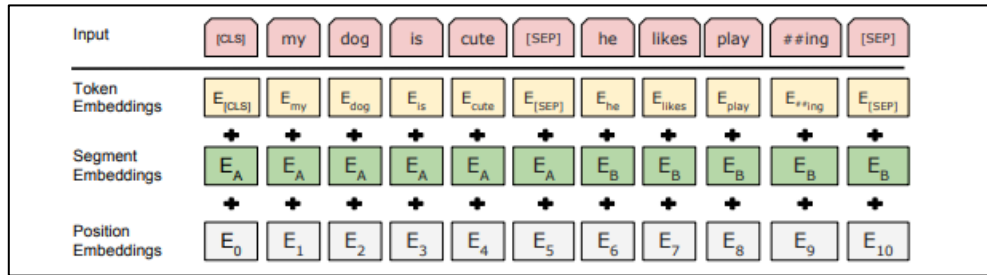 Input [CLS] my dog is cute [SEP] he likes play ##ing [SEP]
Token Embeddings E[CLS] Emy Edog Eis Ecute E[SEP] Ehe Elikes Eplay E##ing E[SEP]
+ + + + + + + + + + +
Segment Embeddings EA EA EA EA EA EA EB EB EB EB EB
+ + + + + + + + + + +
Position Embeddings E0 E1 E2 E3 E4 E5 E6 E7 E8 E9 E10